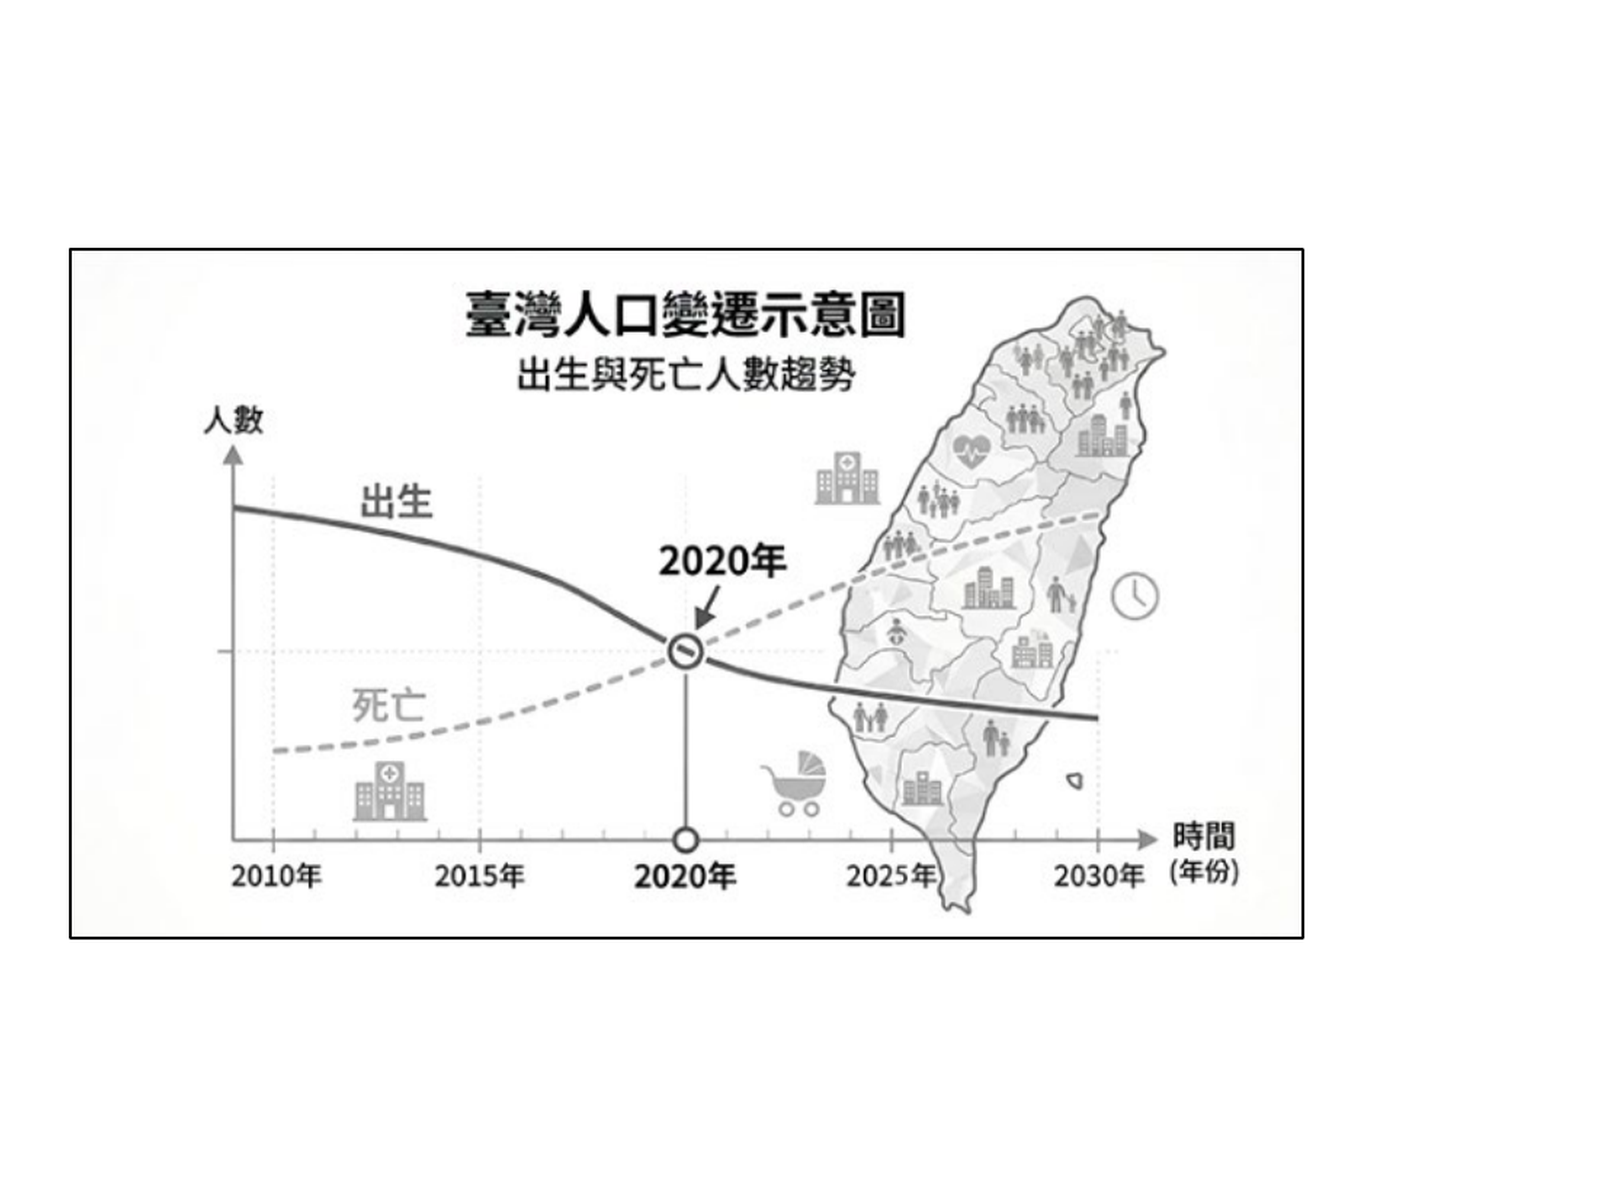 臺灣人口變遷示意圖
出生與死亡人數趨勢
人數
出生
2020年
死亡
時間
(年份)
2010年
2015年
2020年
2025年
2030年